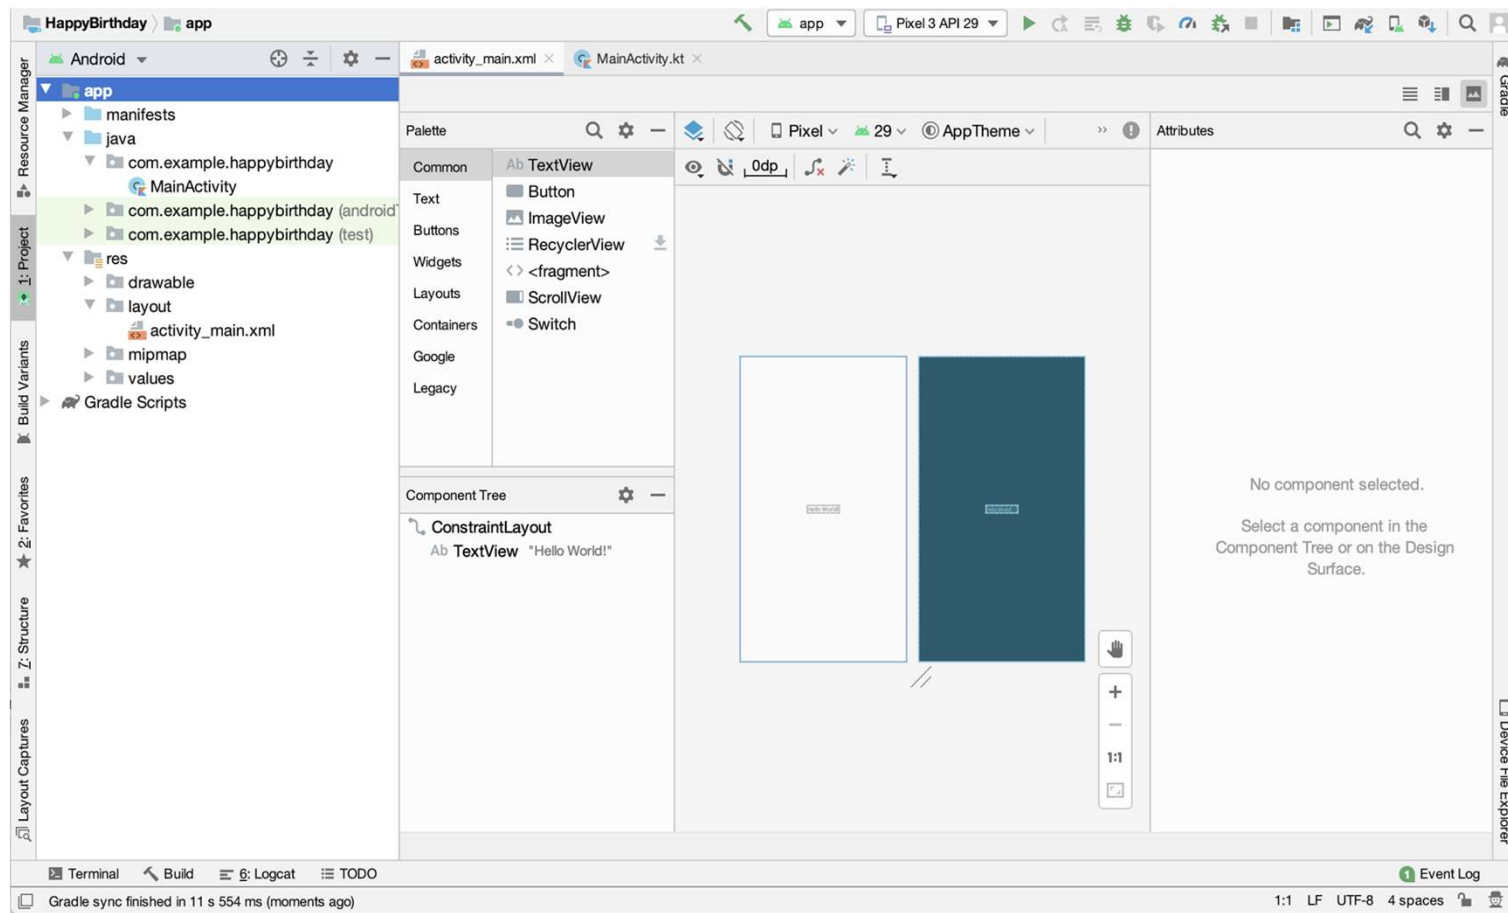 HappyBirthday app
app Pixel 3 API 29
Android
activity_main.xml MainActivity.kt
Resource Manager
1: Project
Build Variants
2: Favorites
Z: Structure
Layout Captures
app
manifests
java
com.example.happybirthday
MainActivity
com.example.happybirthday (android
com.example.happybirthday (test)
res
drawable
layout
activity_main.xml
mipmap
values
Gradle Scripts
Palette
Common
Text
Buttons
Widgets
Layouts
Containers
Google
Legacy
Ab TextView
Button
ImageView
RecyclerView
<fragment>
ScrollView
Switch
Component Tree
ConstraintLayout
Ab TextView "Hello World!"
Pixel 29 AppTheme
0dp
Hello World!
1:1
Attributes
No component selected.
Select a component in the
Component Tree or on the Design
Surface.
Gradle
Device File Explorer
Terminal Build 6: Logcat TODO
1 Event Log
Gradle sync finished in 11 s 554 ms (moments ago)
1:1 LF UTF-8 4 spaces